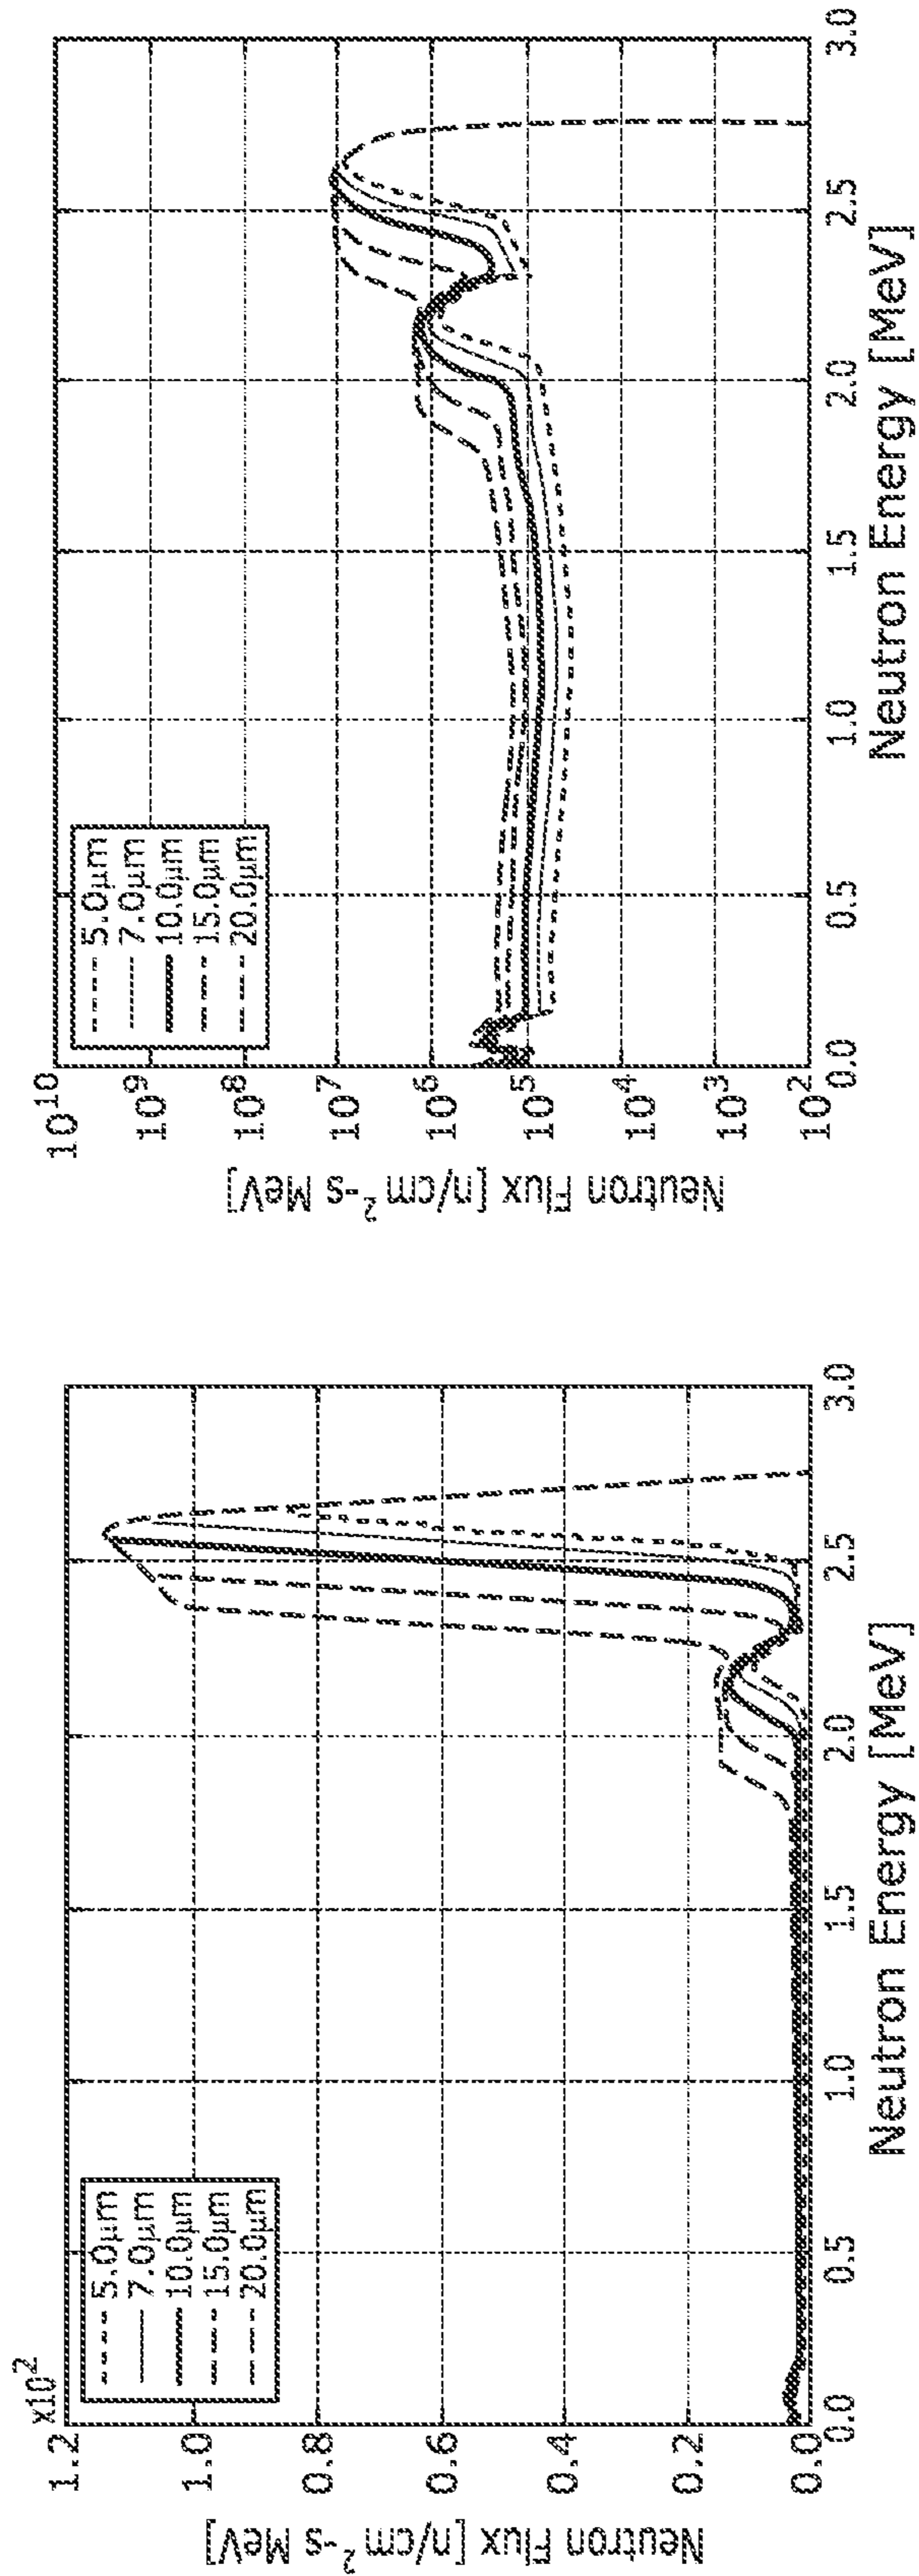 x10²
1.2
1.0
0.8
0.6
0.4
0.2
0.0
Neutron Flux [n/cm²-s MeV]
5.0µm
7.0µm
10.0µm
15.0µm
20.0µm
0.0 0.5 1.0 1.5 2.0 2.5 3.0
Neutron Energy [MeV]
10¹⁰
10⁹
10⁸
10⁷
10⁶
10⁵
10⁴
10³
10²
Neutron Flux [n/cm²-s MeV]
5.0µm
7.0µm
10.0µm
15.0µm
20.0µm
0.0 0.5 1.0 1.5 2.0 2.5 3.0
Neutron Energy [MeV]